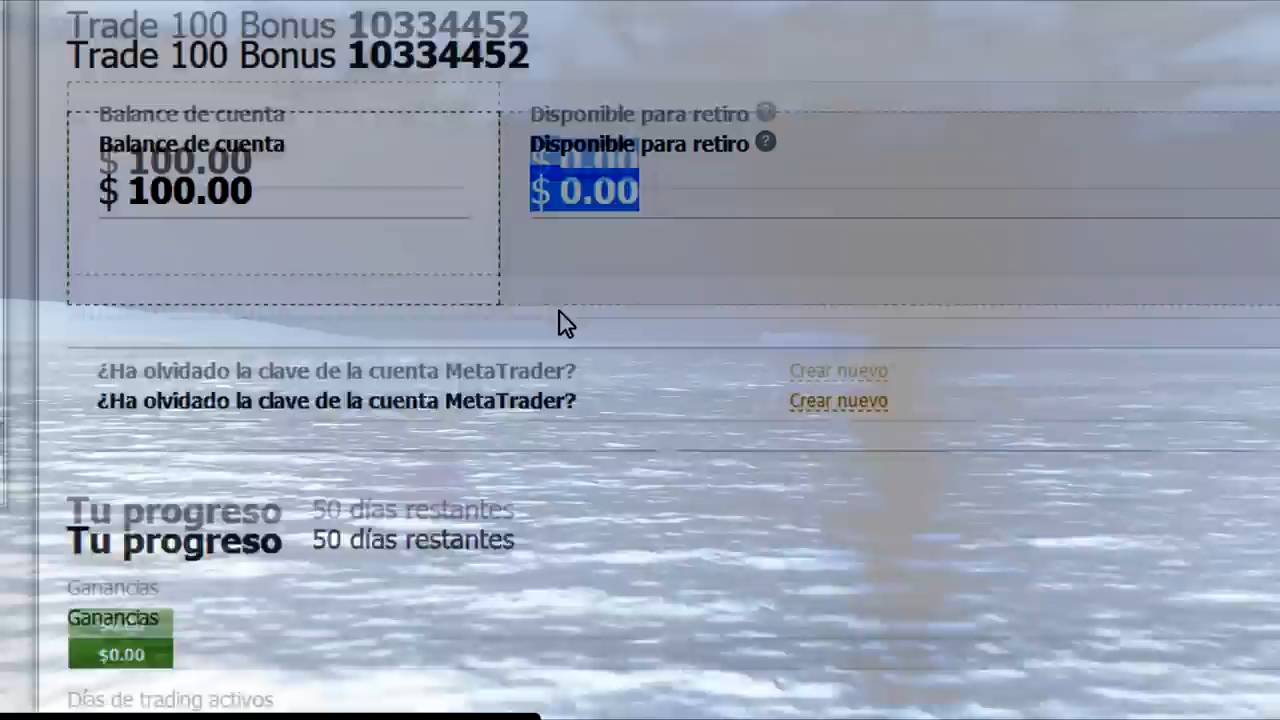 Trade 100 Bonus 10334452
Trade 100 Bonus 10334452
Balance de cuenta
Disponible para retiro ?
Balance de cuenta
Disponible para retiro ?
$ 100.00
$ 0.00
$ 100.00
$ 0.00
¿Ha olvidado la clave de la cuenta MetaTrader?
Crear nuevo
¿Ha olvidado la clave de la cuenta MetaTrader?
Crear nuevo
Tu progreso
50 días restantes
Tu progreso
50 días restantes
Ganancias
Ganancias
$0.00
Días de trading activos